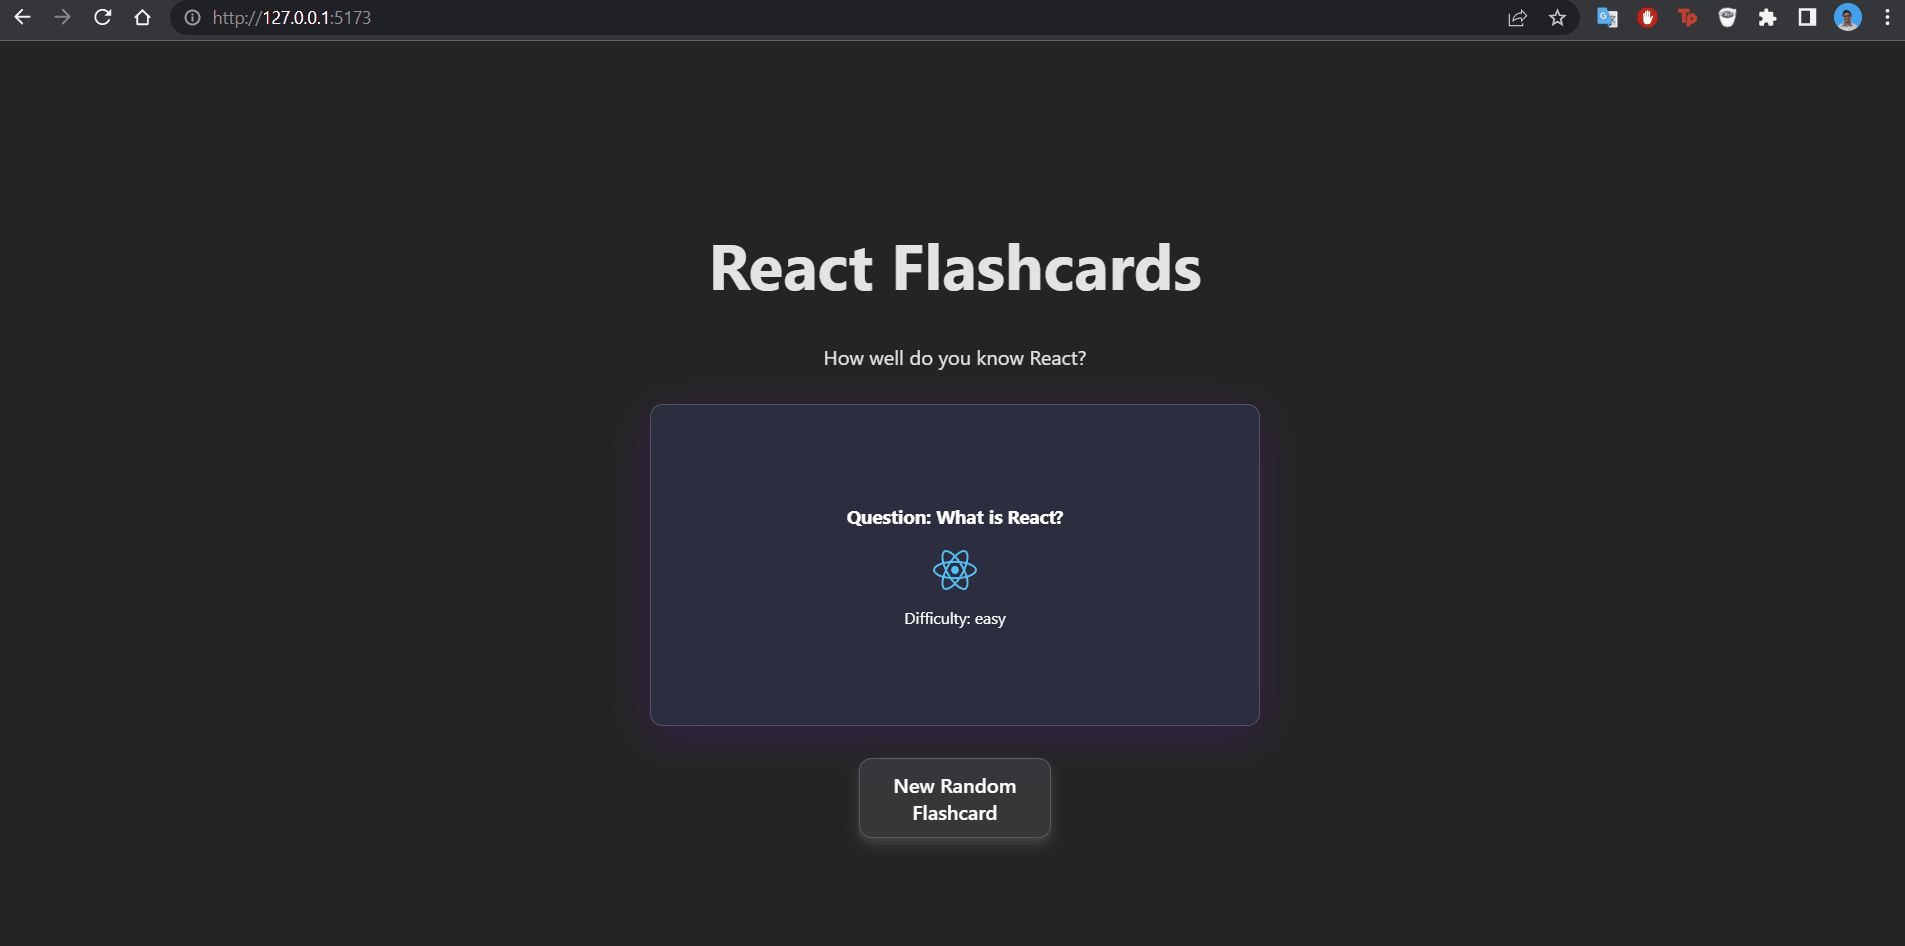 http://127.0.0.1:5173
React Flashcards
How well do you know React?
Question: What is React?
Difficulty: easy
New Random
Flashcard